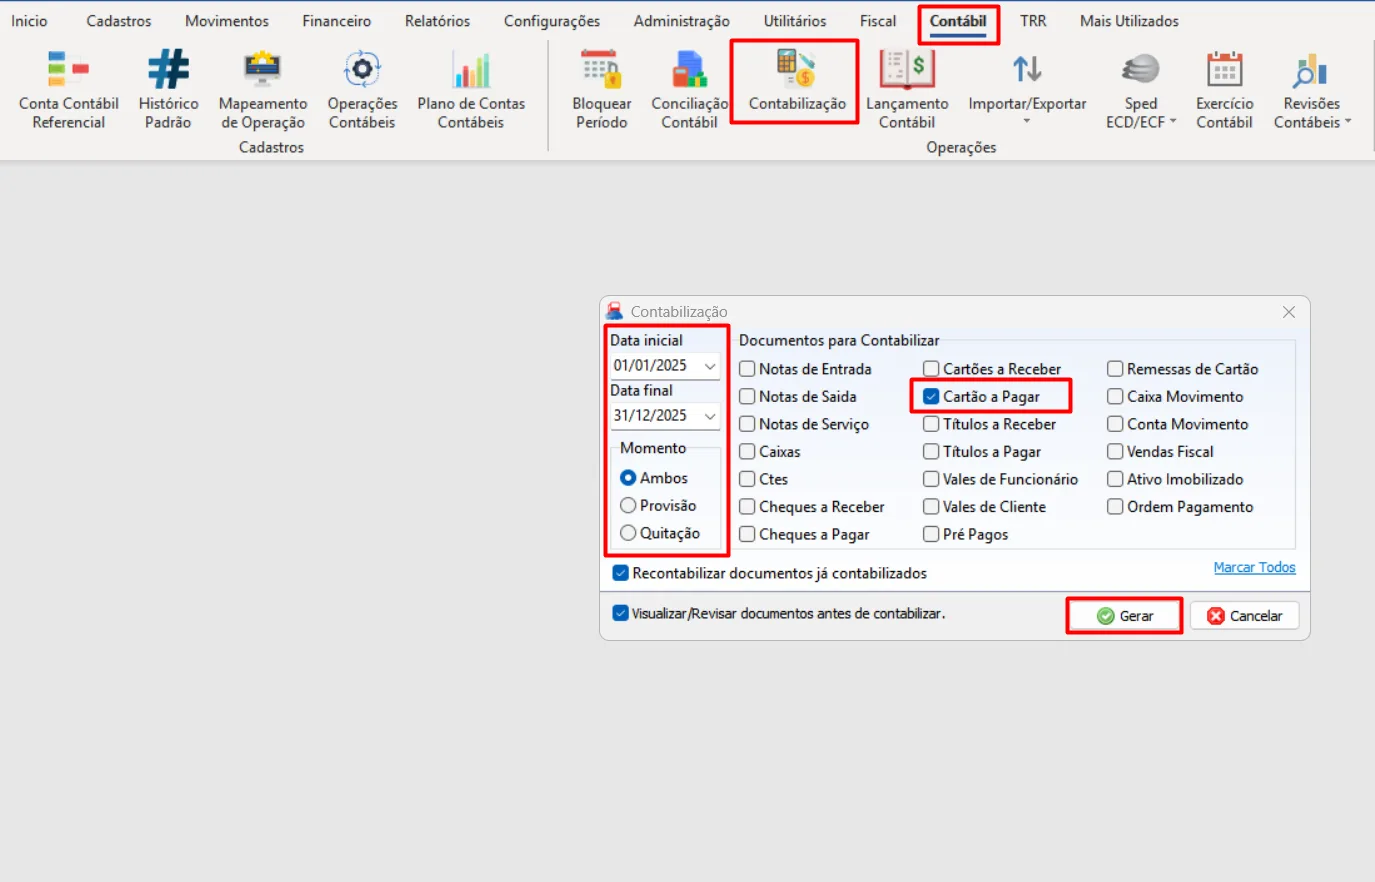 Inicio Cadastros Movimentos Financeiro Relatórios Configurações Administração Utilitários Fiscal Contábil TRR Mais Utilizados
Conta Contábil Referencial
Histórico Padrão
Mapeamento de Operação
Operações Contábeis
Plano de Contas Contábeis
Cadastros
Bloquear Período
Conciliação Contábil
Contabilização
Lançamento Contábil
Importar/Exportar
Sped ECD/ECF
Exercício Contábil
Revisões Contábeis
Operações
Contabilização
Data inicial
01/01/2025
Data final
31/12/2025
Momento
Ambos
Provisão
Quitação
Documentos para Contabilizar
Notas de Entrada
Notas de Saida
Notas de Serviço
Caixas
Ctes
Cheques a Receber
Cheques a Pagar
Cartões a Receber
Cartão a Pagar
Títulos a Receber
Títulos a Pagar
Vales de Funcionário
Vales de Cliente
Pré Pagos
Remessas de Cartão
Caixa Movimento
Conta Movimento
Vendas Fiscal
Ativo Imobilizado
Ordem Pagamento
Recontabilizar documentos já contabilizados
Marcar Todos
Visualizar/Revisar documentos antes de contabilizar.
Gerar
Cancelar